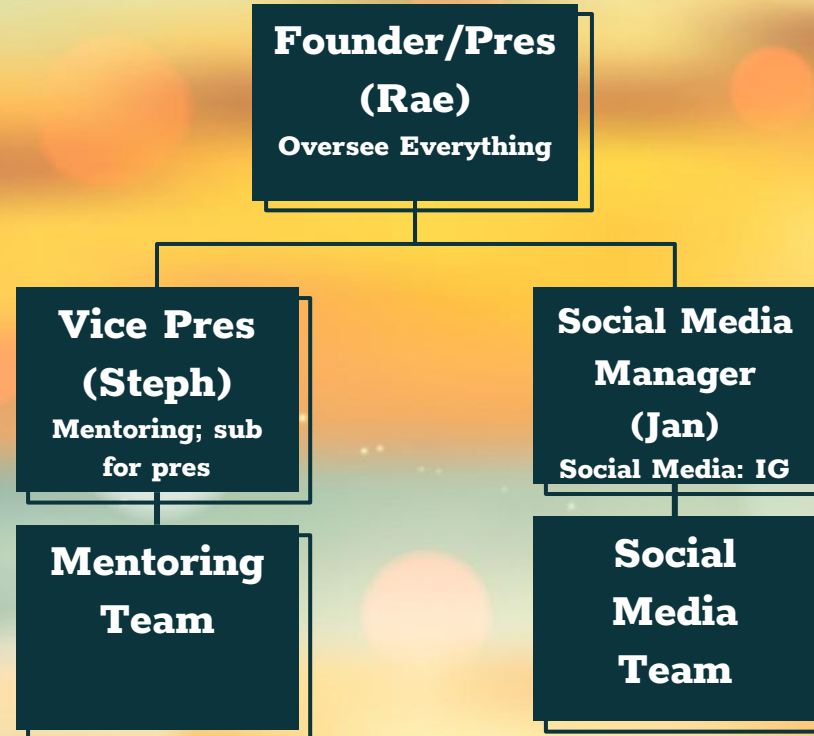 Founder/Pres
(Rae)
Oversee Everything
Vice Pres
(Steph)
Mentoring; sub
for pres
Social Media
Manager
(Jan)
Social Media: IG
Mentoring
Team
Social
Media
Team